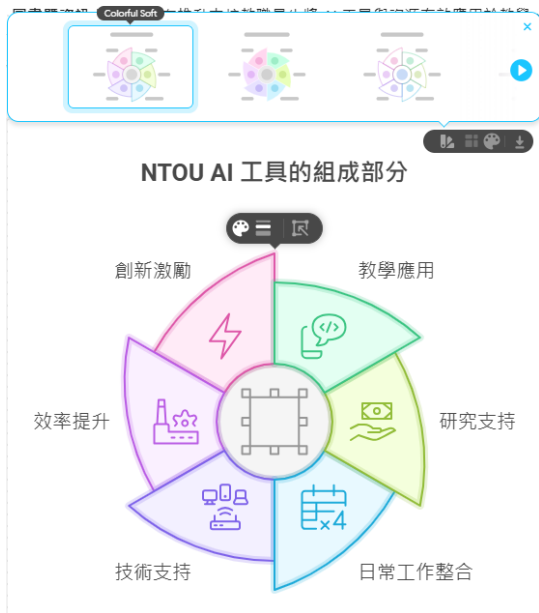 Colorful Soft
NTOU AI 工具的組成部分
創新激勵
教學應用
</>
效率提升
研究支持
×4
技術支持
日常工作整合